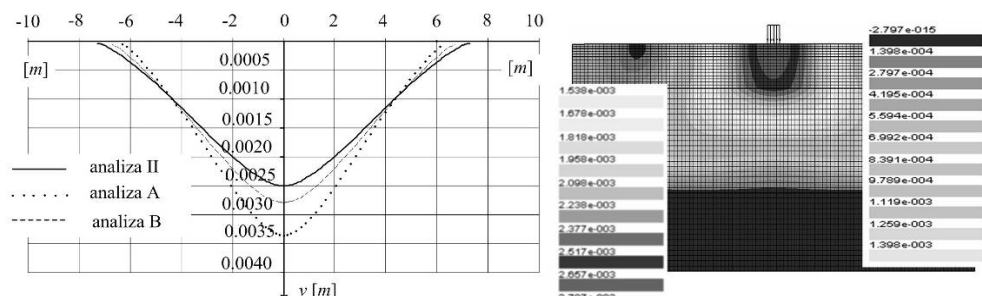 -10 -8 -6 -4 -2 0 2 4 6 8 10
[m] [m]
0.0005
0.0010
0.0015
0.0020
0.0025
0.0030
0.0035
0.0040
analiza II
analiza A
analiza B
v [m]
1.538e-003
1.678e-003
1.818e-003
1.958e-003
2.098e-003
2.238e-003
2.377e-003
2.517e-003
2.657e-003
-2.797e-015
1.398e-004
2.797e-004
4.195e-004
5.594e-004
6.992e-004
8.391e-004
9.789e-004
1.119e-003
1.259e-003
1.398e-003